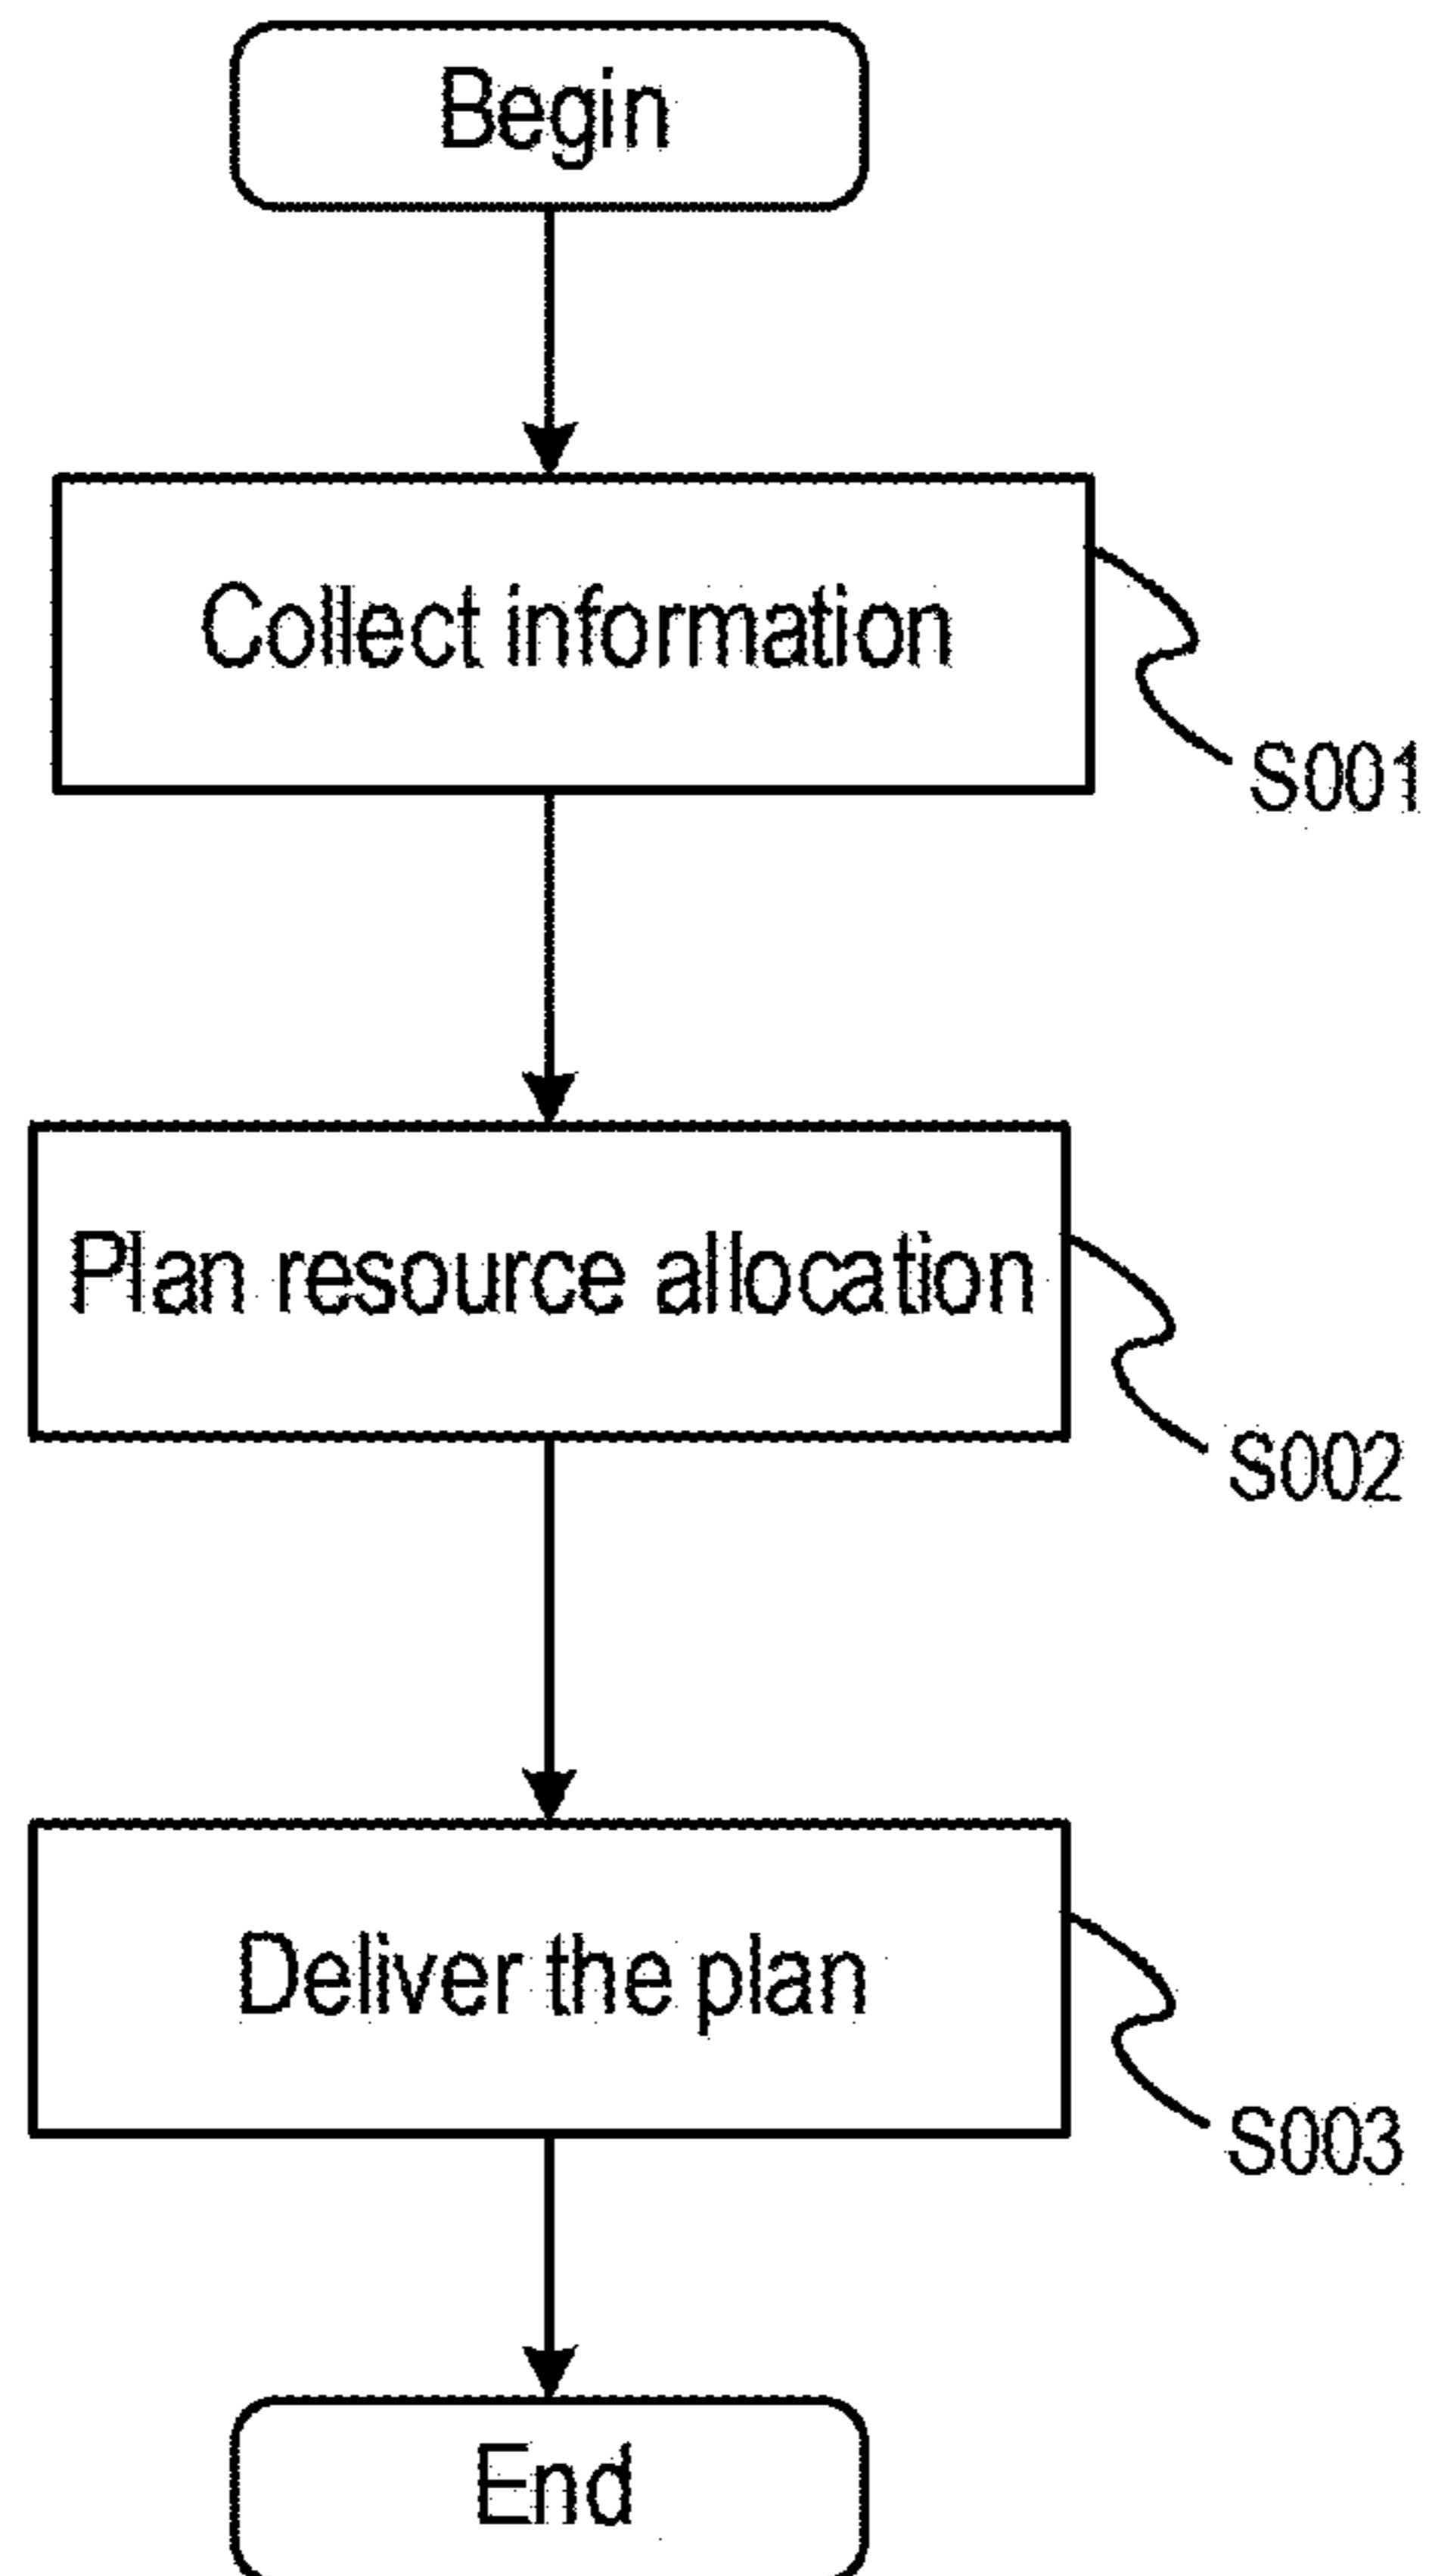 Begin
Collect information
S001
Plan resource allocation
S002
Deliver the plan
S003
End